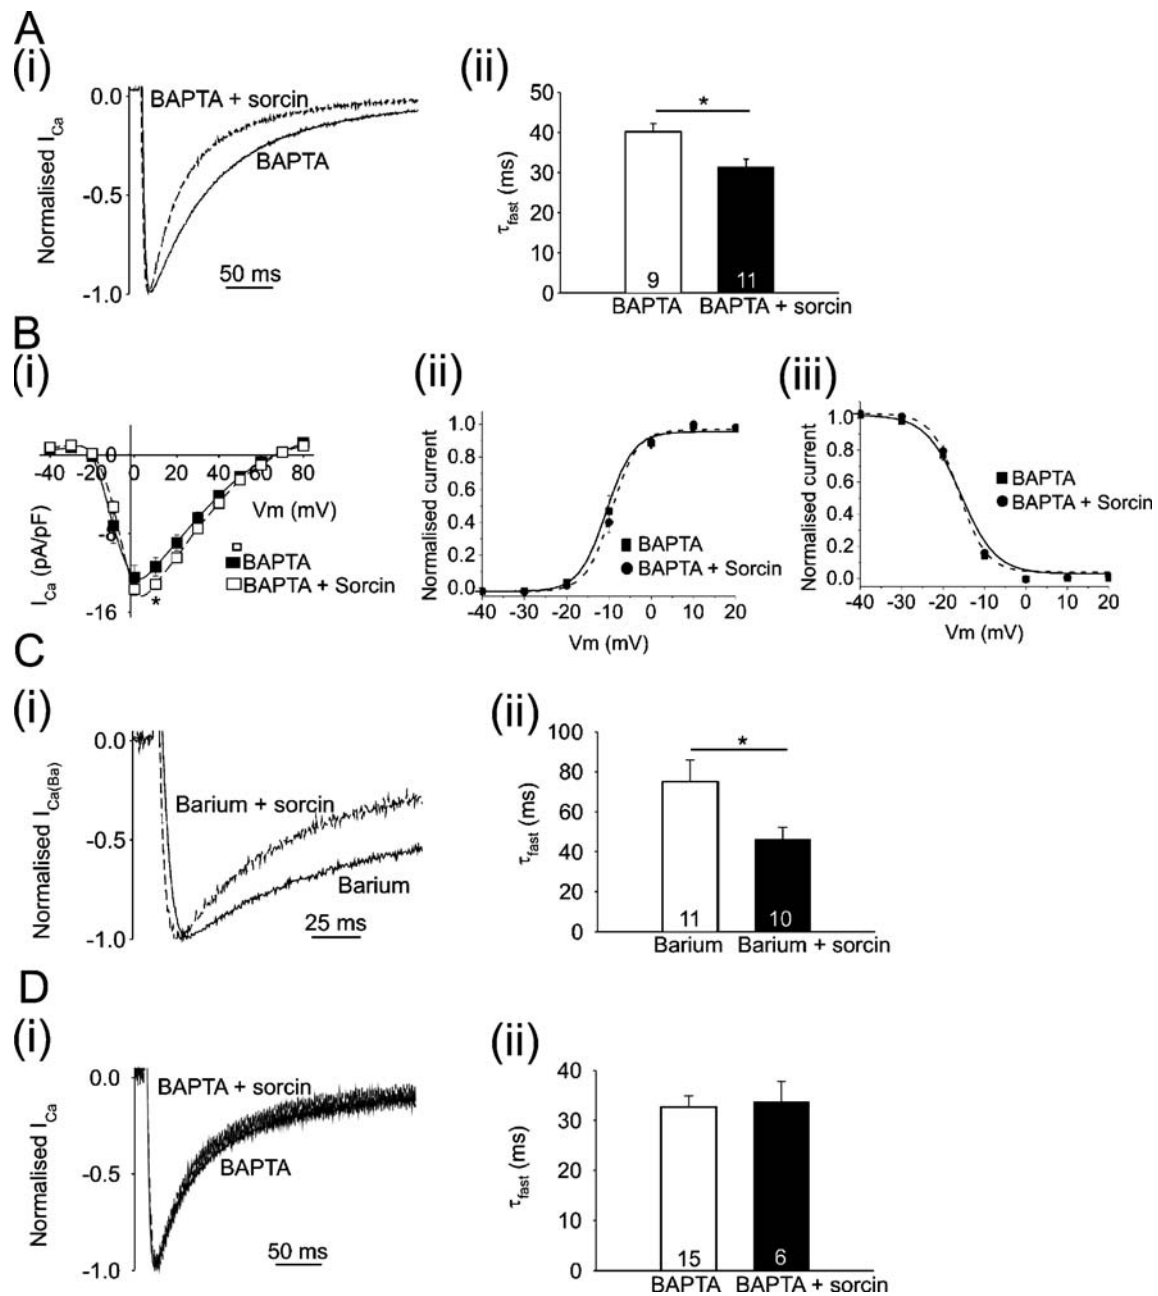 A
(i)
BAPTA + sorcin
BAPTA
Normalised I_Ca
0.0
-0.5
-1.0
50 ms
(ii)
τ_fast (ms)
50
40
30
20
10
0
*
9
11
BAPTA
BAPTA + sorcin
B
(i)
0
-8
-16
-40
-20
0
20
40
60
80
Vm (mV)
I_Ca (pA/pF)
BAPTA
BAPTA + Sorcin
*
(ii)
Normalised current
1.0
0.8
0.6
0.4
0.2
0.0
BAPTA
BAPTA + Sorcin
-40
-30
-20
-10
0
10
20
Vm (mV)
(iii)
Normalised current
1.0
0.8
0.6
0.4
0.2
0.0
BAPTA
BAPTA + Sorcin
-40
-30
-20
-10
0
10
20
Vm (mV)
C
(i)
Normalised I_Ca(Ba)
0.0
-0.5
-1.0
Barium + sorcin
Barium
25 ms
(ii)
τ_fast (ms)
100
80
60
40
20
0
*
11
10
Barium
Barium + sorcin
D
(i)
Normalised I_Ca
0.0
-0.5
-1.0
BAPTA + sorcin
BAPTA
50 ms
(ii)
τ_fast (ms)
40
30
20
10
0
15
6
BAPTA
BAPTA + sorcin